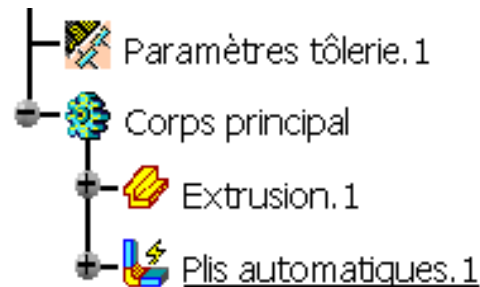 Paramètres tôlerie.1
Corps principal
Extrusion.1
Plis automatiques.1